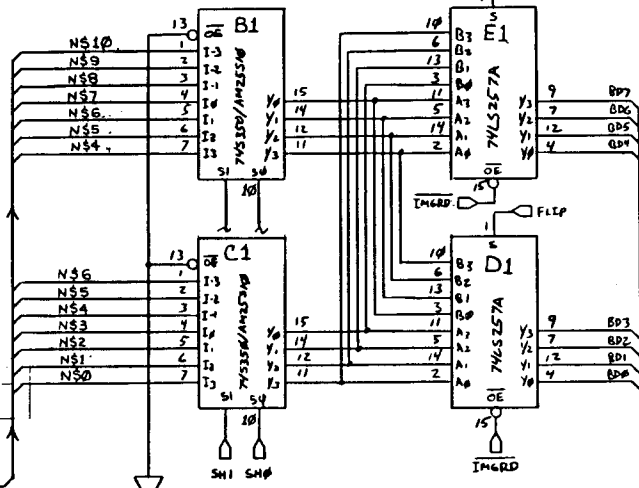 13 OE B1
N$10 1 I-3
N$9 2 I-2
N$8 3 I-1
N$7 4 I0 Y0 15
N$6 5 I1 Y1 14
N$5 6 I2 Y2 12
N$4 7 I3 Y3 11
74S350/AM25S10
S1 S0
10
S
10 B3 E1
6 B2
13 B1
3 B0
11 A3 Y3 9 BD7
5 A2 Y2 7 BD6
14 A1 Y1 12 BD5
2 A0 Y0 4 BD4
74LS257A
OE
15
IMGRD
1 FLIP
S
13 OE C1
N$6 1 I-3
N$5 2 I-2
N$4 3 I-1
N$3 4 I0 Y0 15
N$2 5 I1 Y1 14
N$1 6 I2 Y2 12
N$0 7 I3 Y3 11
74S350/AM25S10
S1 S0
10
SH1 SH0
10 B3 D1
6 B2
13 B1
3 B0
11 A3 Y3 9 BD3
5 A2 Y2 7 BD2
14 A1 Y1 12 BD1
2 A0 Y0 4 BD0
74LS257A
OE
15
IMGRD